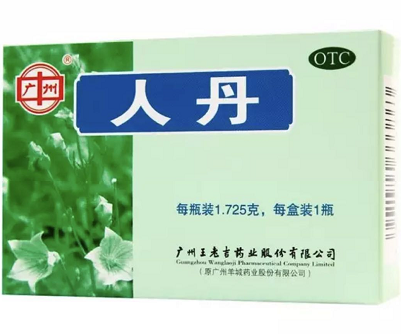 广州
®
OTC
人丹
每瓶装1.725克，每盒装1瓶
广州王老吉药业股份有限公司
Guangzhou Wanglaoji Pharmaceutical Company Limited
（原广州羊城药业股份有限公司）